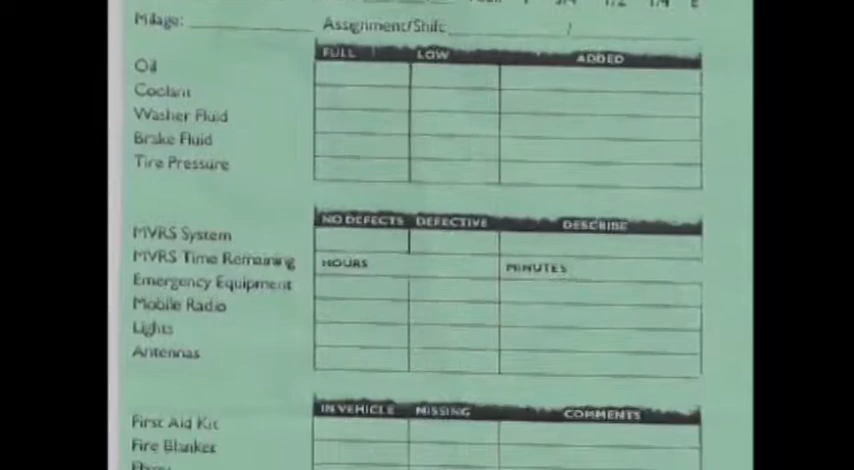 3/4 1/2 1/4 E
Milage: Assignment/Shift: /
FULL LOW ADDED
Oil
Coolant
Washer Fluid
Brake Fluid
Tire Pressure
NO DEFECTS DEFECTIVE DESCRIBE
MVRS System
MVRS Time Remaining HOURS MINUTES
Emergency Equipment
Mobile Radio
Lights
Antennas
IN VEHICLE MISSING COMMENTS
First Aid Kit
Fire Blanket